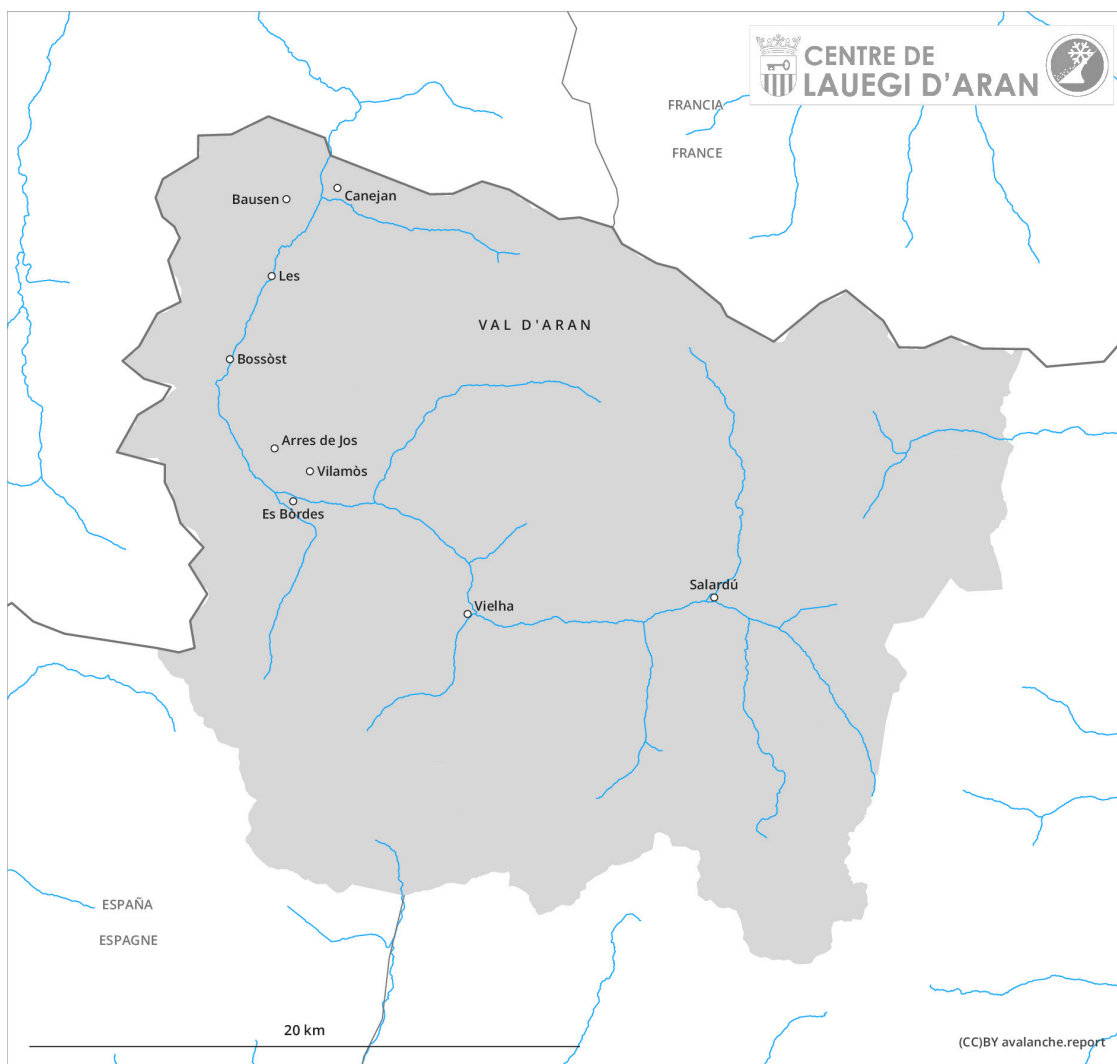 CENTRE DE
LAUEGI D'ARAN
FRANCIA
FRANCE
Bausen
Canejan
Les
VAL D'ARAN
Bossòst
Arres de Jos
Vilamòs
Es Bòrdes
Salardú
Vielha
ESPAÑA
ESPAGNE
20 km
(CC)BY avalanche.report